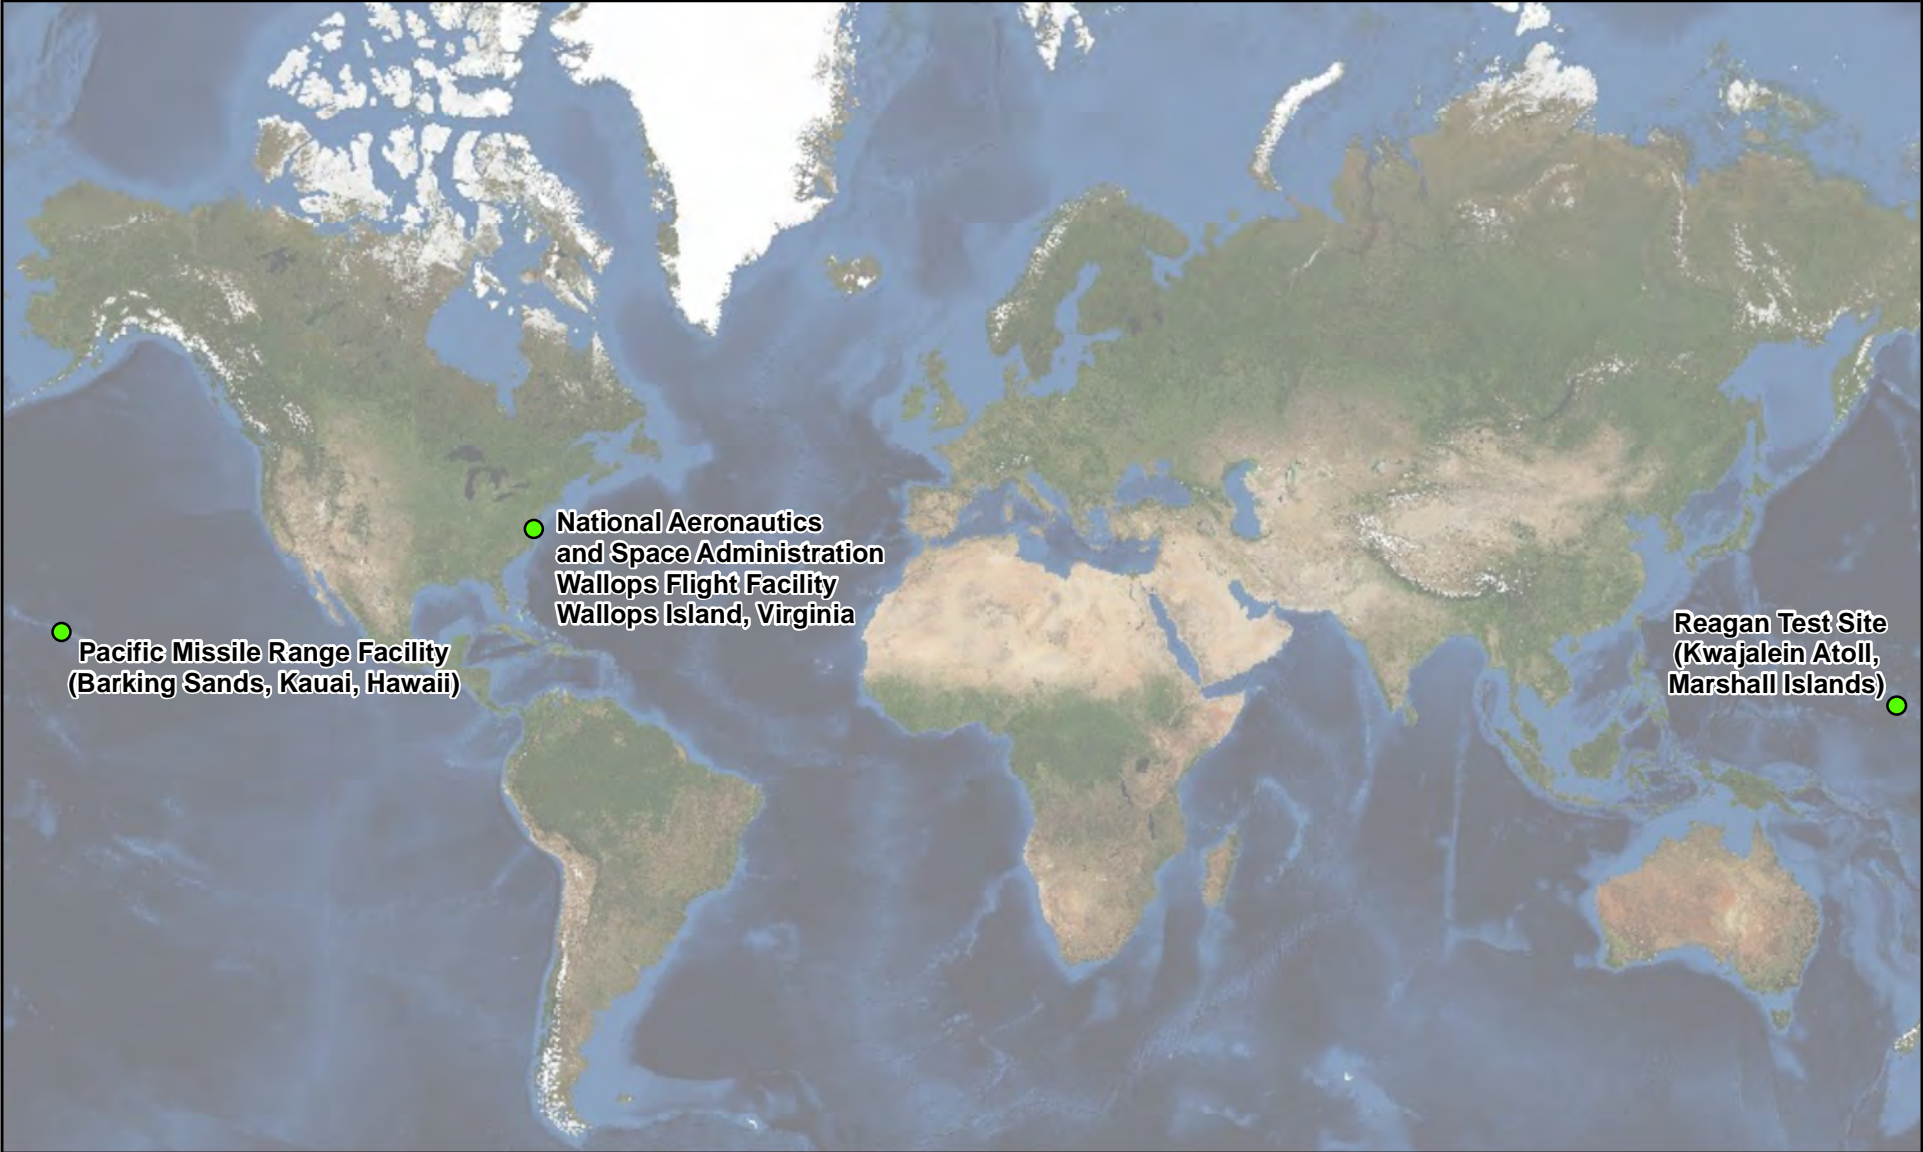 National Aeronautics
and Space Administration
Wallops Flight Facility
Wallops Island, Virginia
Pacific Missile Range Facility
(Barking Sands, Kauai, Hawaii)
Reagan Test Site
(Kwajalein Atoll,
Marshall Islands)